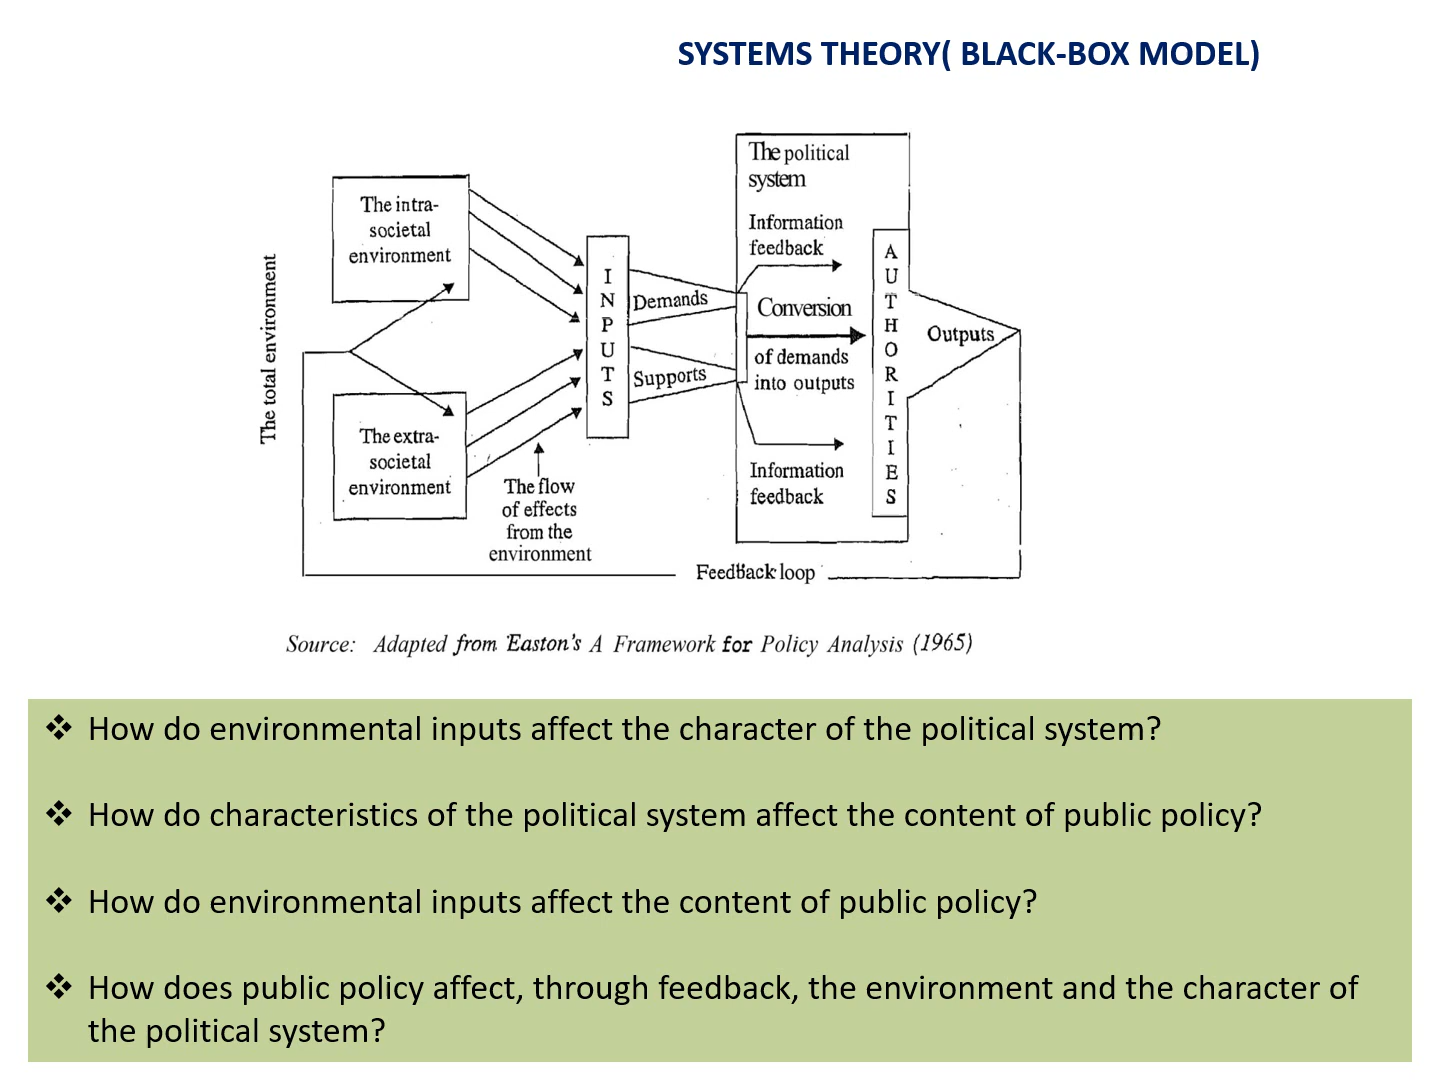 SYSTEMS THEORY( BLACK-BOX MODEL)
The total environment
The intra-
societal
environment
The extra-
societal
environment
The flow
of effects
from the
environment
INPUTS
Demands
Supports
The political
system
Information
feedback
Conversion
of demands
into outputs
Information
feedback
AUTHORITIES
Outputs
Feedback loop
Source: Adapted from Easton's A Framework for Policy Analysis (1965)
❖ How do environmental inputs affect the character of the political system?
❖ How do characteristics of the political system affect the content of public policy?
❖ How do environmental inputs affect the content of public policy?
❖ How does public policy affect, through feedback, the environment and the character of
the political system?